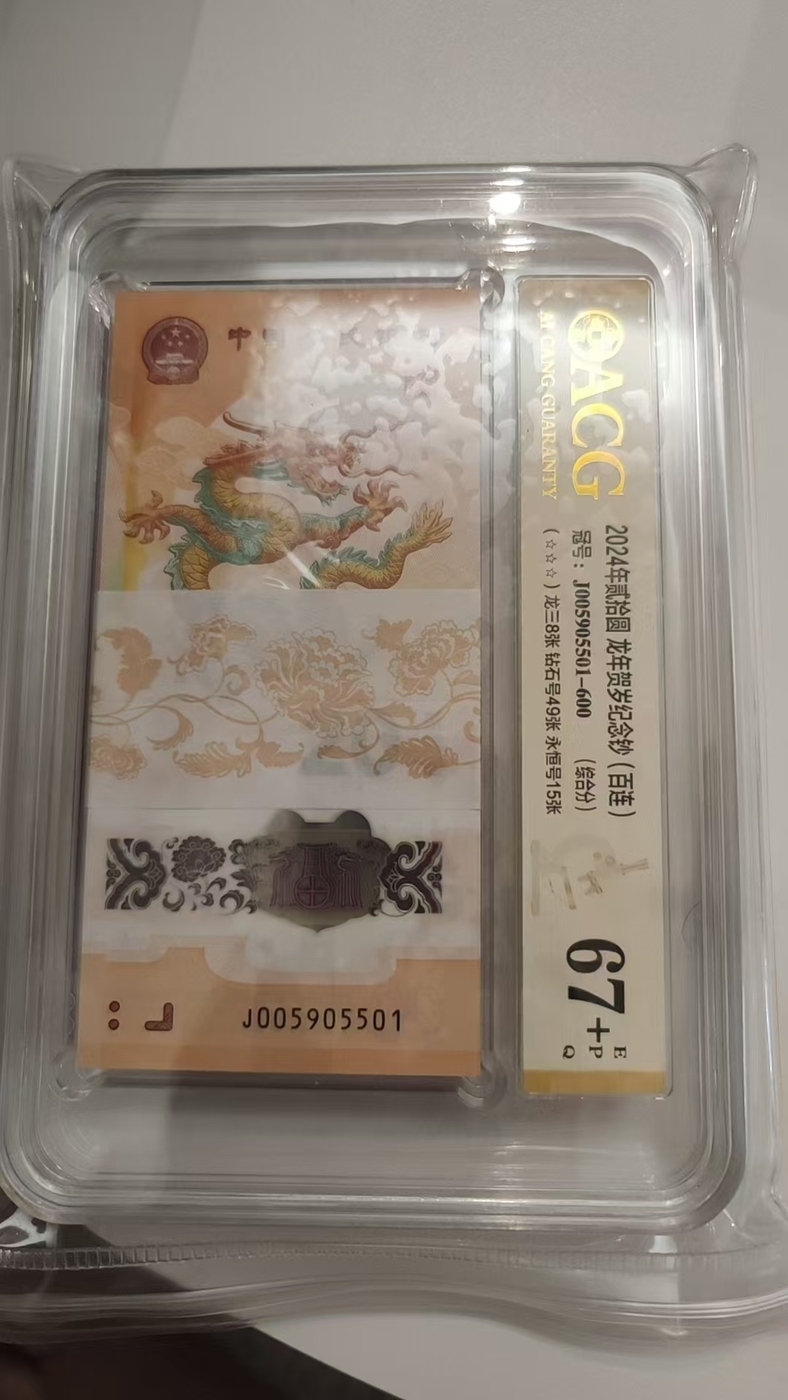 中国
J005905501
ACG
AI CANG GUARANTY
2024年贰拾圆 龙年贺岁纪念钞（百连）
冠号：J005905501-600 （综合分）
（☆☆☆）龙三8张 钻石号49张 永恒号15张
67+
E
P
Q